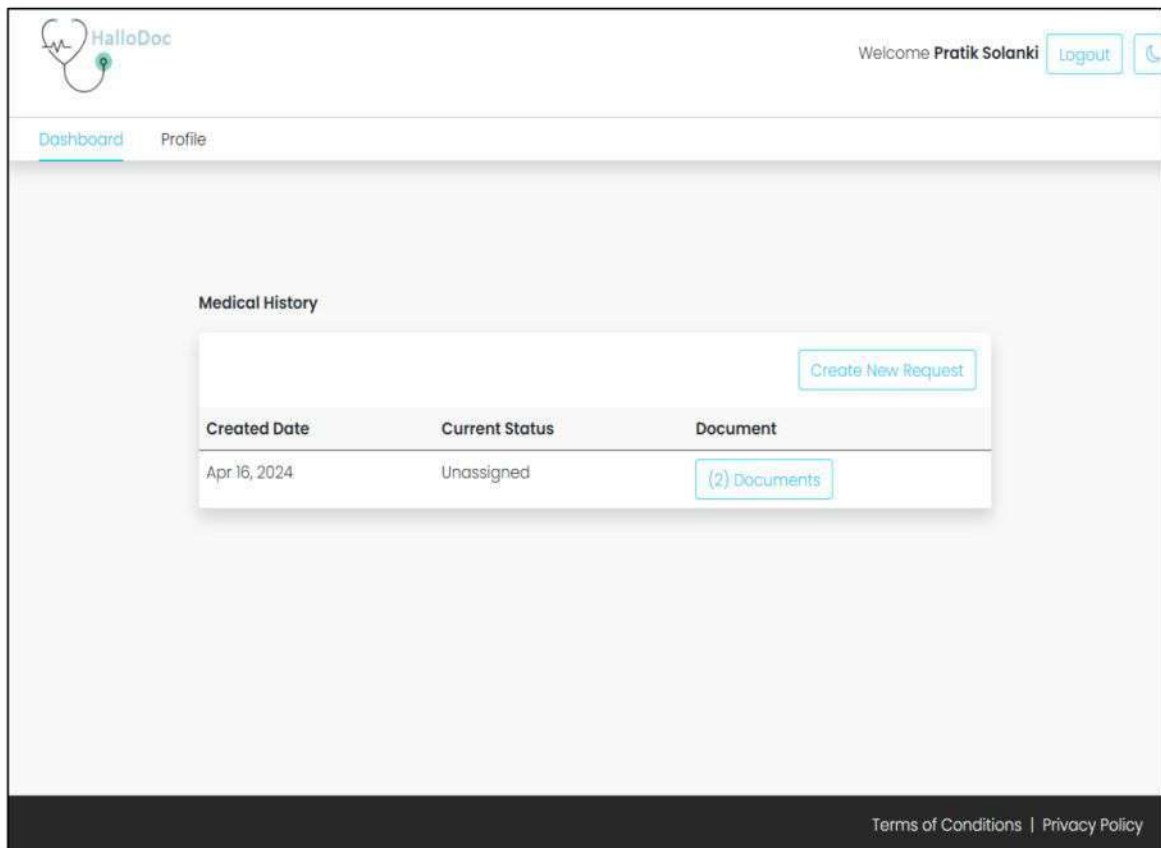 HalloDoc
Welcome Pratik Solanki Logout
Dashboard Profile
Medical History
Create New Request
Created Date Current Status Document
Apr 16, 2024 Unassigned (2) Documents
Terms of Conditions | Privacy Policy